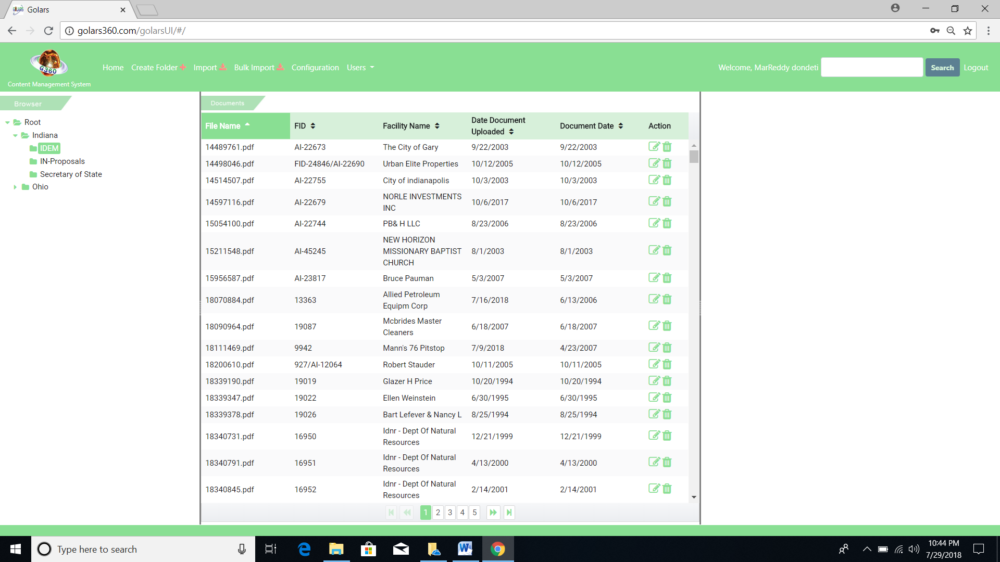 Golars
golars360.com/golarsUI/#/
G360
Content Management System
Home Create Folder Import Bulk Import Configuration Users
Welcome, MarReddy dondeti Search Logout
Browser
Root
Indiana
IDEM
IN-Proposals
Secretary of State
Ohio
Documents
File Name FID Facility Name Date Document Uploaded Document Date Action
14489761.pdf AI-22673 The City of Gary 9/22/2003 9/22/2003
14498046.pdf FID-24846/AI-22690 Urban Elite Properties 10/12/2005 10/12/2005
14514507.pdf AI-22755 City of indianapolis 10/3/2003 10/3/2003
14597116.pdf AI-22679 NORLE INVESTMENTS INC 10/6/2017 10/6/2017
15054100.pdf AI-22744 PB& H LLC 8/23/2006 8/23/2006
15211548.pdf AI-45245 NEW HORIZON MISSIONARY BAPTIST CHURCH 8/1/2003 8/1/2003
15956587.pdf AI-23817 Bruce Pauman 5/3/2007 5/3/2007
18070884.pdf 13363 Allied Petroleum Equipm Corp 7/16/2018 6/13/2006
18090964.pdf 19087 Mcbrides Master Cleaners 6/18/2007 6/18/2007
18111469.pdf 9942 Mann's 76 Pitstop 7/9/2018 4/23/2007
18200610.pdf 927/AI-12064 Robert Stauder 10/11/2005 10/11/2005
18339190.pdf 19019 Glazer H Price 10/20/1994 10/20/1994
18339347.pdf 19022 Ellen Weinstein 6/30/1995 6/30/1995
18339378.pdf 19026 Bart Lefever & Nancy L 8/25/1994 8/25/1994
18340731.pdf 16950 Idnr - Dept Of Natural Resources 12/21/1999 12/21/1999
18340791.pdf 16951 Idnr - Dept Of Natural Resources 4/13/2000 4/13/2000
18340845.pdf 16952 Idnr - Dept Of Natural Resources 2/14/2001 2/14/2001
1 2 3 4 5
Type here to search
10:44 PM
7/29/2018